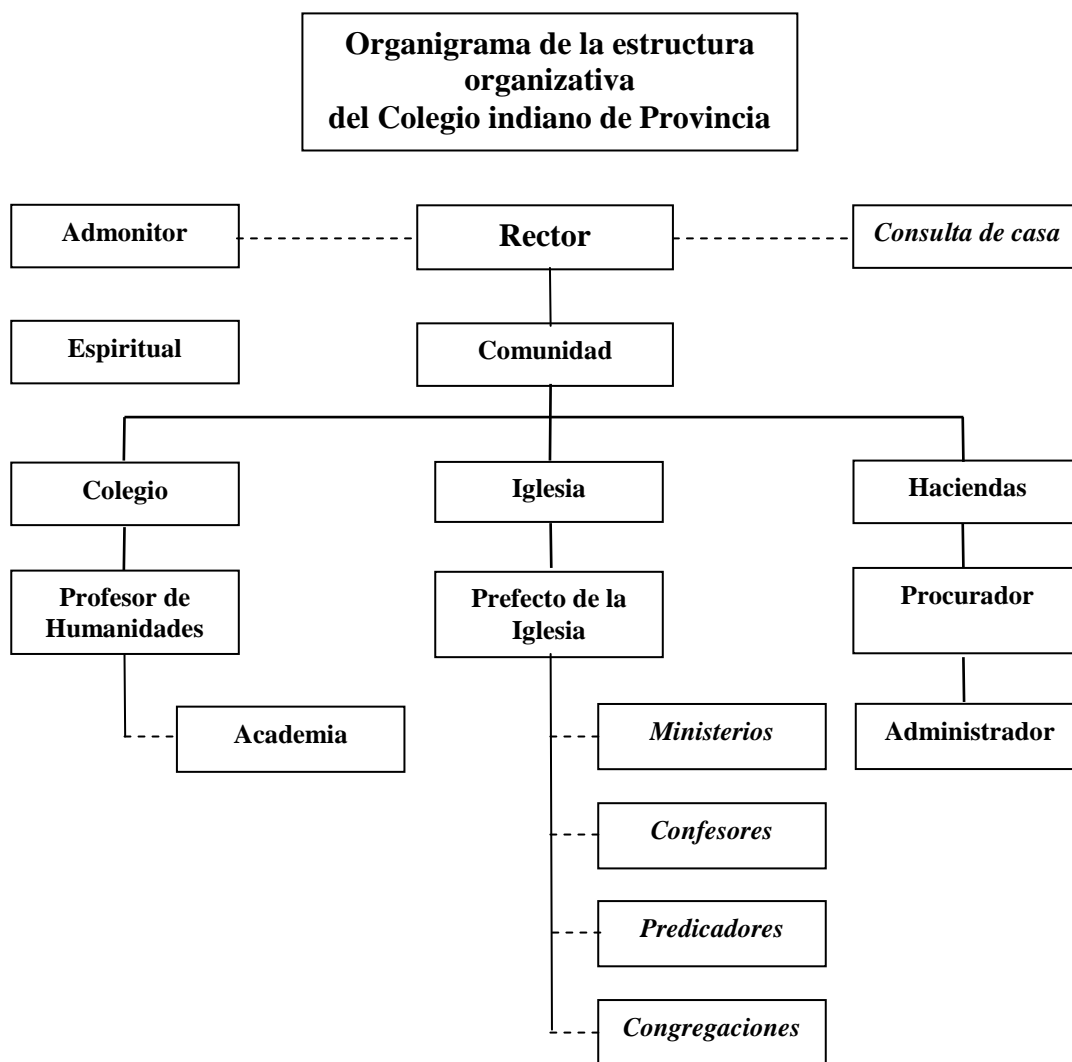 Organigrama de la estructura
organizativa
del Colegio indiano de Provincia
Admonitor
Rector
Consulta de casa
Espiritual
Comunidad
Colegio
Iglesia
Haciendas
Profesor de
Humanidades
Prefecto de la
Iglesia
Procurador
Academia
Ministerios
Administrador
Confesores
Predicadores
Congregaciones